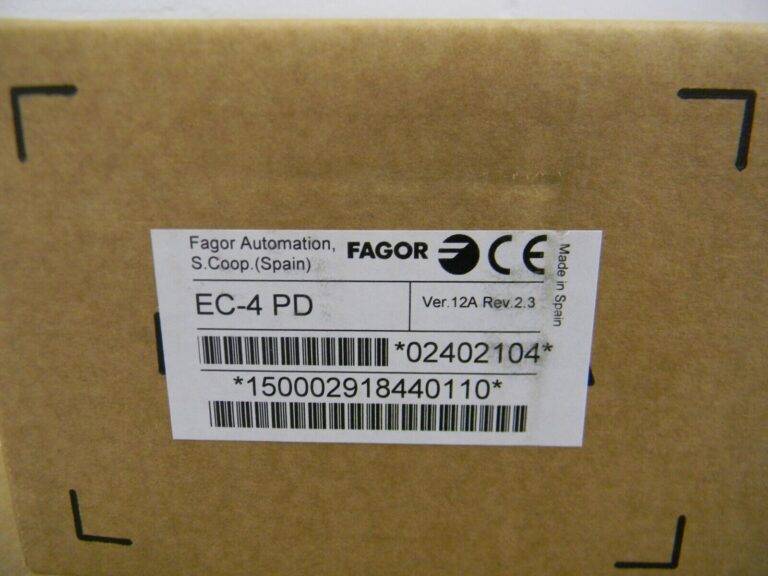 Fagor Automation, FAGOR CE
S.Coop.(Spain)
Made in Spain
EC-4 PD
Ver.12A Rev.2.3
*02402104*
*150002918440110*